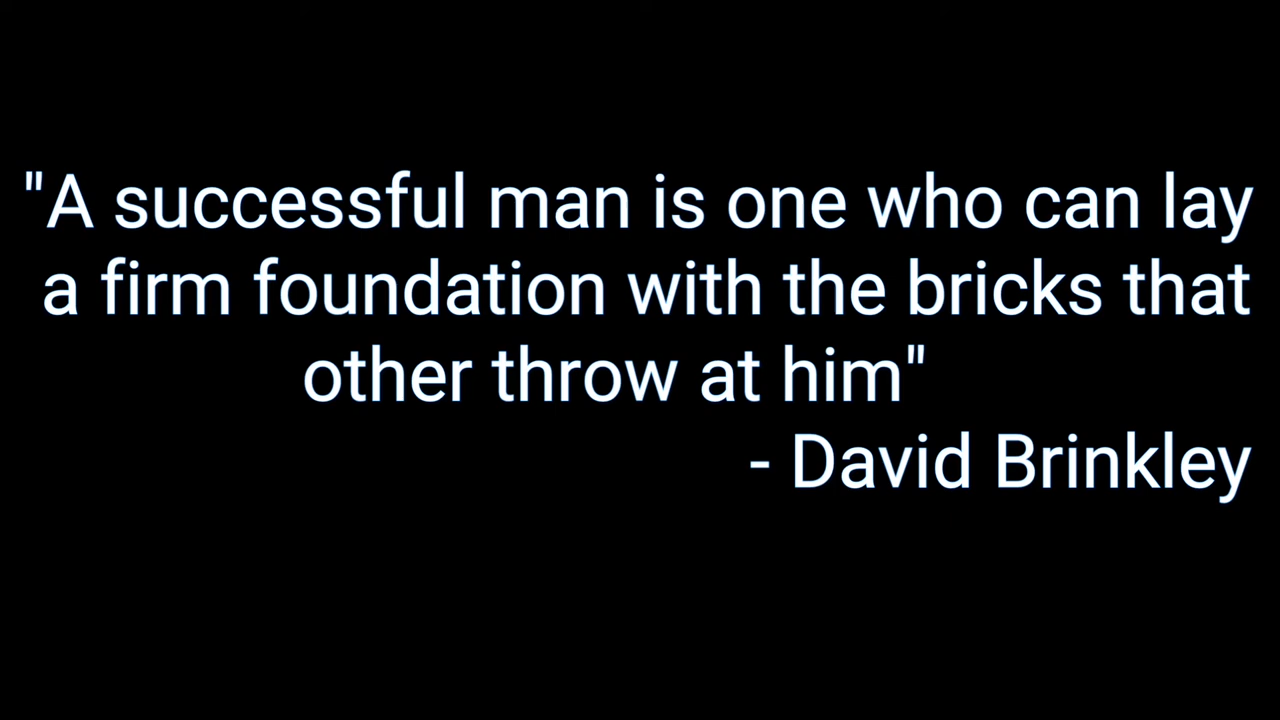 "A successful man is one who can lay
a firm foundation with the bricks that
other throw at him"
- David Brinkley